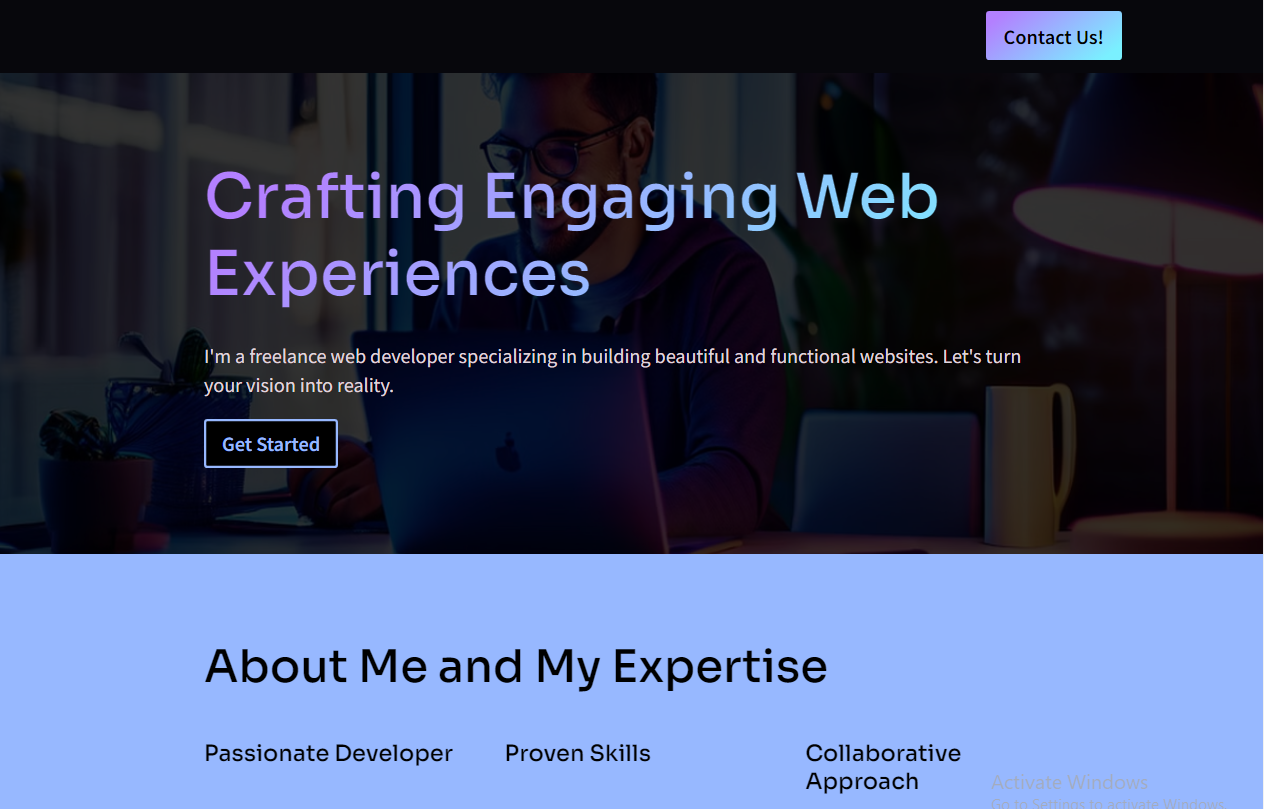 Contact Us!
Crafting Engaging Web
Experiences
I'm a freelance web developer specializing in building beautiful and functional websites. Let's turn
your vision into reality.
Get Started
About Me and My Expertise
Passionate Developer
Proven Skills
Collaborative
Approach
Activate Windows
Go to Settings to activate Windows.